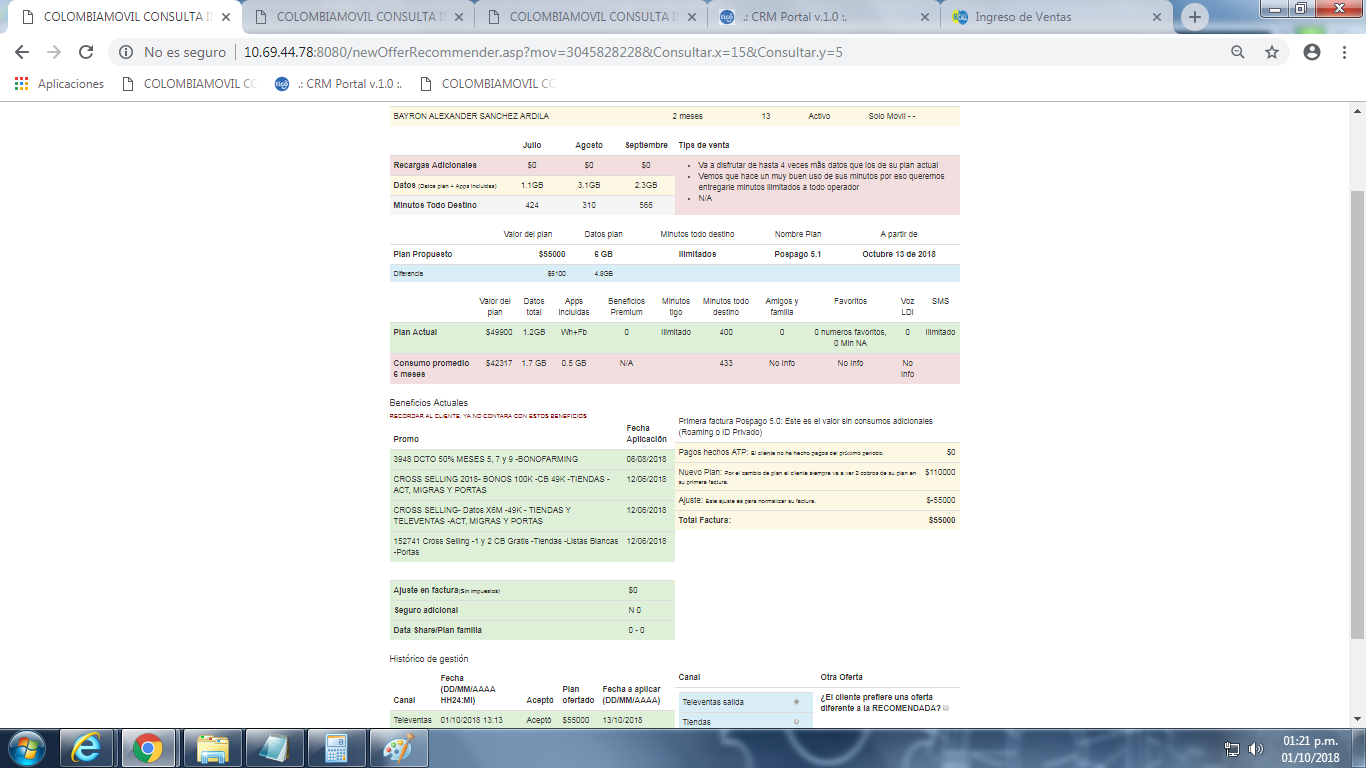 COLOMBIAMOVIL CONSULTA I
COLOMBIAMOVIL CONSULTA I
COLOMBIAMOVIL CONSULTA I
.: CRM Portal v.1.0 :.
Ingreso de Ventas
No es seguro
10.69.44.78:8080/newOfferRecommender.asp?mov=3045828228&Consultar.x=15&Consultar.y=5
Aplicaciones
COLOMBIAMOVIL CO
.: CRM Portal v.1.0 :.
COLOMBIAMOVIL CO
BAYRON ALEXANDER SANCHEZ ARDILA 2 meses 13 Activo Solo Movil - -
Julio Agosto Septiembre
Recargas Adicionales $0 $0 $0
Datos (Datos plan + Apps incluidas) 1.1GB 3.1GB 2.3GB
Minutos Todo Destino 424 310 566
Tips de venta
Va a disfrutar de hasta 4 veces más datos que los de su plan actual
Vemos que hace un muy buen uso de sus minutos por eso queremos
entregarle minutos ilimitados a todo operador
N/A
Valor del plan Datos plan Minutos todo destino Nombre Plan A partir de
Plan Propuesto $55000 6 GB Ilimitados Pospago 5.1 Octubre 13 de 2018
Diferencia $5100 4.8GB
Valor del plan Datos total Apps incluidas Beneficios Premium Minutos tigo Minutos todo destino Amigos y familia Favoritos Voz LDI SMS
Plan Actual $49900 1.2GB Wh+Fb 0 Ilimitado 400 0 0 numeros favoritos, 0 Min NA 0 Ilimitado
Consumo promedio 6 meses $42317 1.7 GB 0.5 GB N/A 433 No Info No Info No Info
Beneficios Actuales
RECORDAR AL CLIENTE: YA NO CONTARA CON ESTOS BENEFICIOS
Promo Fecha Aplicación
3948 DCTO 50% MESES 5, 7 y 9 -BONOFARMING 06/08/2018
CROSS SELLING 2018- BONOS 100K -CB 49K -TIENDAS - 12/06/2018
ACT, MIGRAS Y PORTAS
CROSS SELLING- Datos X6M -49K - TIENDAS Y 12/06/2018
TELEVENTAS -ACT, MIGRAS Y PORTAS
152741 Cross Selling -1 y 2 CB Gratis -Tiendas -Listas Blancas 12/06/2018
-Portas
Primera factura Pospago 5.0: Este es el valor sin consumos adicionales
(Roaming o ID Privado)
Pagos hechos ATP: El cliente no ha hecho pagos del próximo periodo. $0
Nuevo Plan: Por el cambio de plan el cliente siempre va a ver 2 cobros de su plan en $110000
su primera factura.
Ajuste: Este ajuste es para normalizar su factura. $-55000
Total Factura: $55000
Ajuste en factura(Sin impuestos) $0
Seguro adicional N 0
Data Share/Plan familia 0 - 0
Histórico de gestión
Canal Fecha (DD/MM/AAAA HH24:MI) Aceptó Plan ofertado Fecha a aplicar (DD/MM/AAAA)
Televentas 01/10/2018 13:13 Aceptó $55000 13/10/2018
Canal
Televentas salida
Tiendas
Otra Oferta
¿El cliente prefiere una oferta
diferente a la RECOMENDADA?
01:21 p.m.
01/10/2018